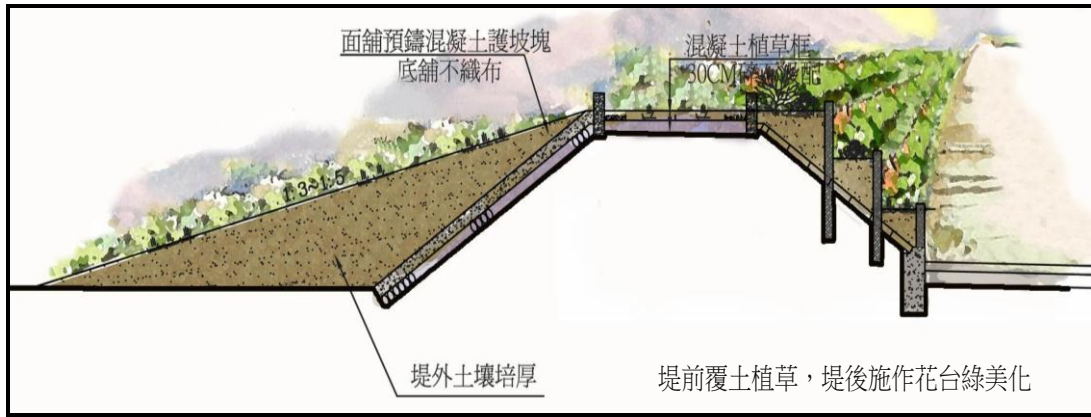 面舖預鑄混凝土護坡塊
底舖不織布
混凝土植草框
30CM
配
1:3~1:5
堤外土壤培厚
堤前覆土植草，堤後施作花台綠美化